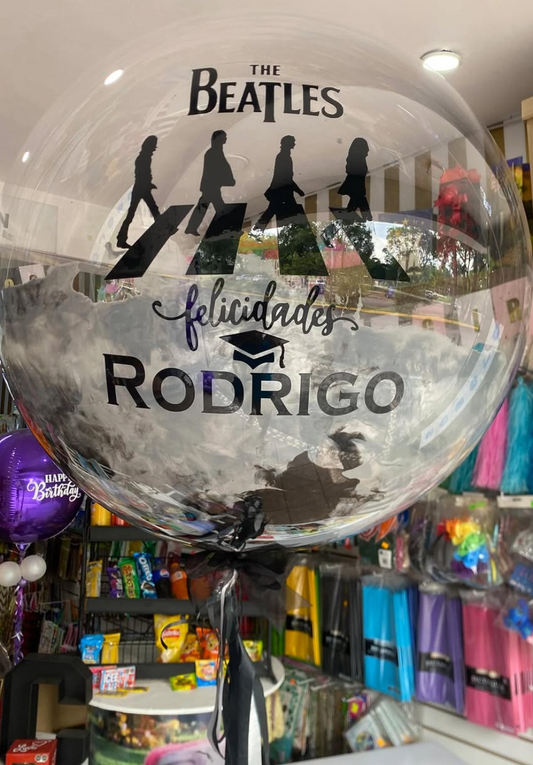 THE
BEATLES
felicidades
RODRIGO
HAPPY
Birthday